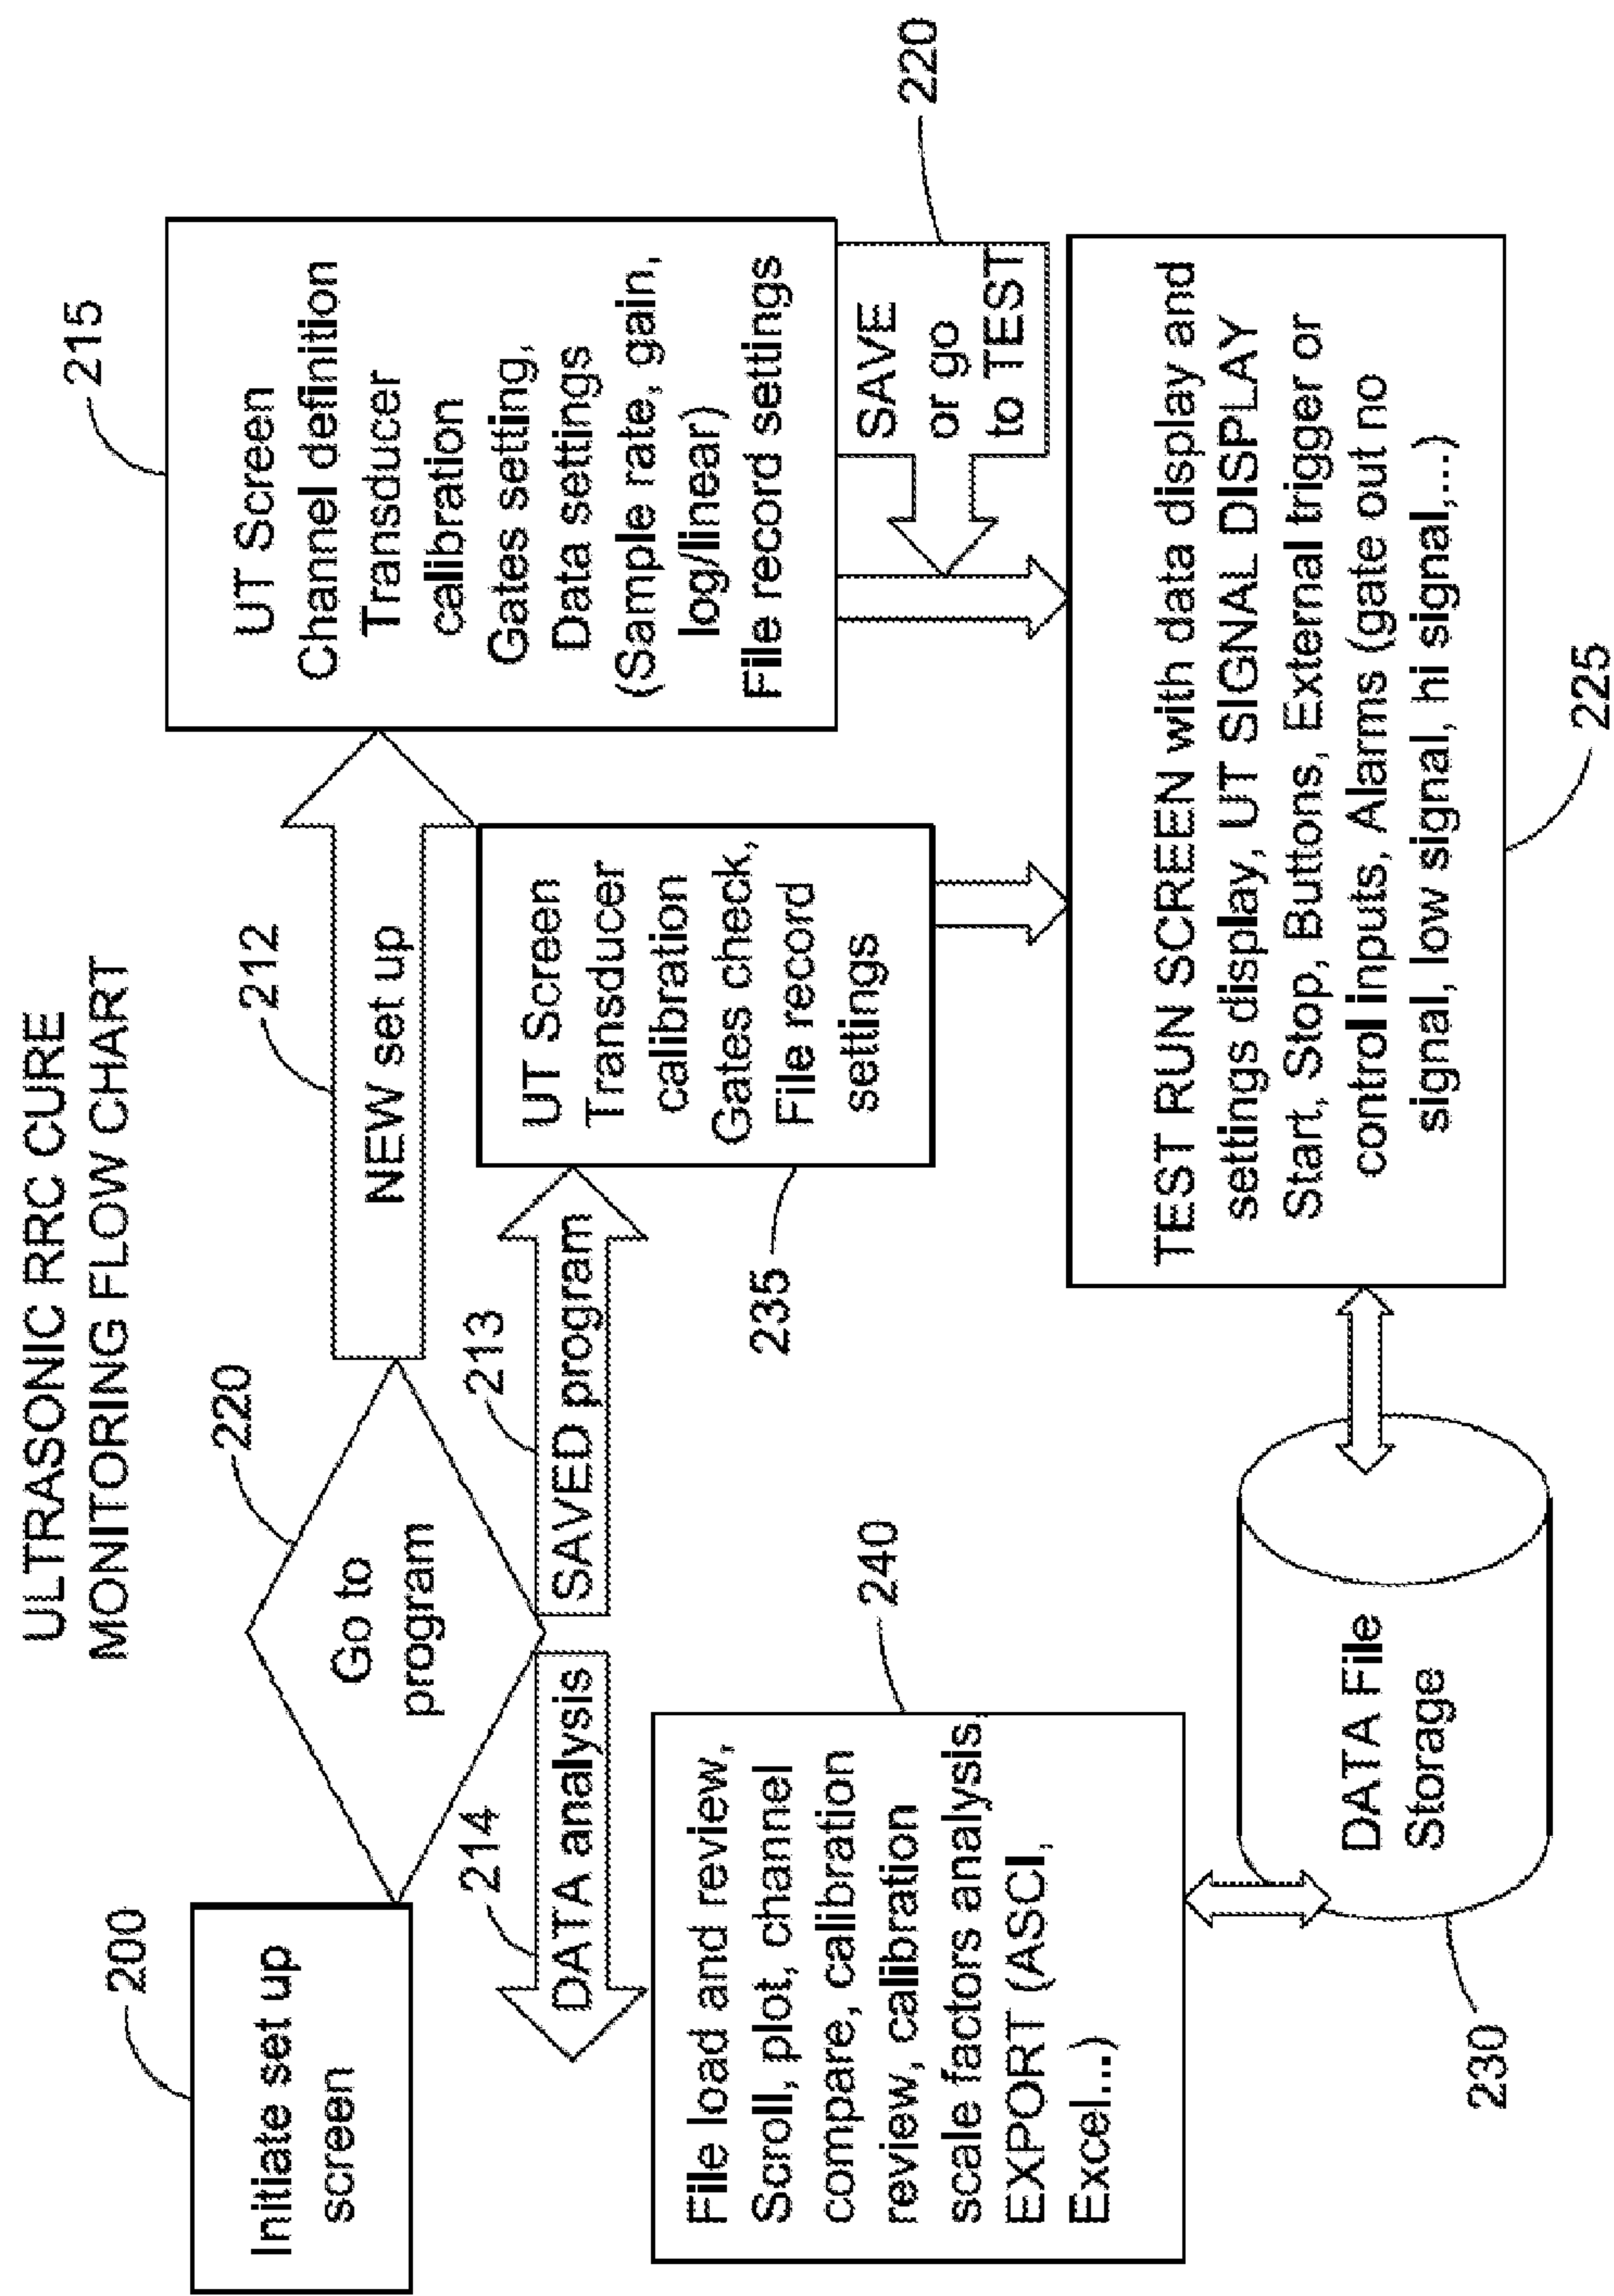 ULTRASONIC RRC CURE
MONITORING FLOW CHART
200
Initiate set up
screen
220
Go to
program
212
NEW set up
215
UT Screen
Channel definition
Transducer
calibration
Gates setting,
Data settings
(Sample rate, gain,
log/linear)
File record settings
214
DATA analysis
213
SAVED program
UT Screen
Transducer
calibration
Gates check,
File record
settings
235
SAVE
or go
to TEST
220
240
File load and review,
Scroll, plot, channel
compare, calibration
review, calibration
scale factors analysis,
EXPORT (ASCI,
Excel...)
TEST RUN SCREEN with data display and
settings display, UT SIGNAL DISPLAY
Start, Stop, Buttons, External trigger or
control inputs, Alarms (gate out no
signal, low signal, hi signal,...)
225
DATA File
Storage
230